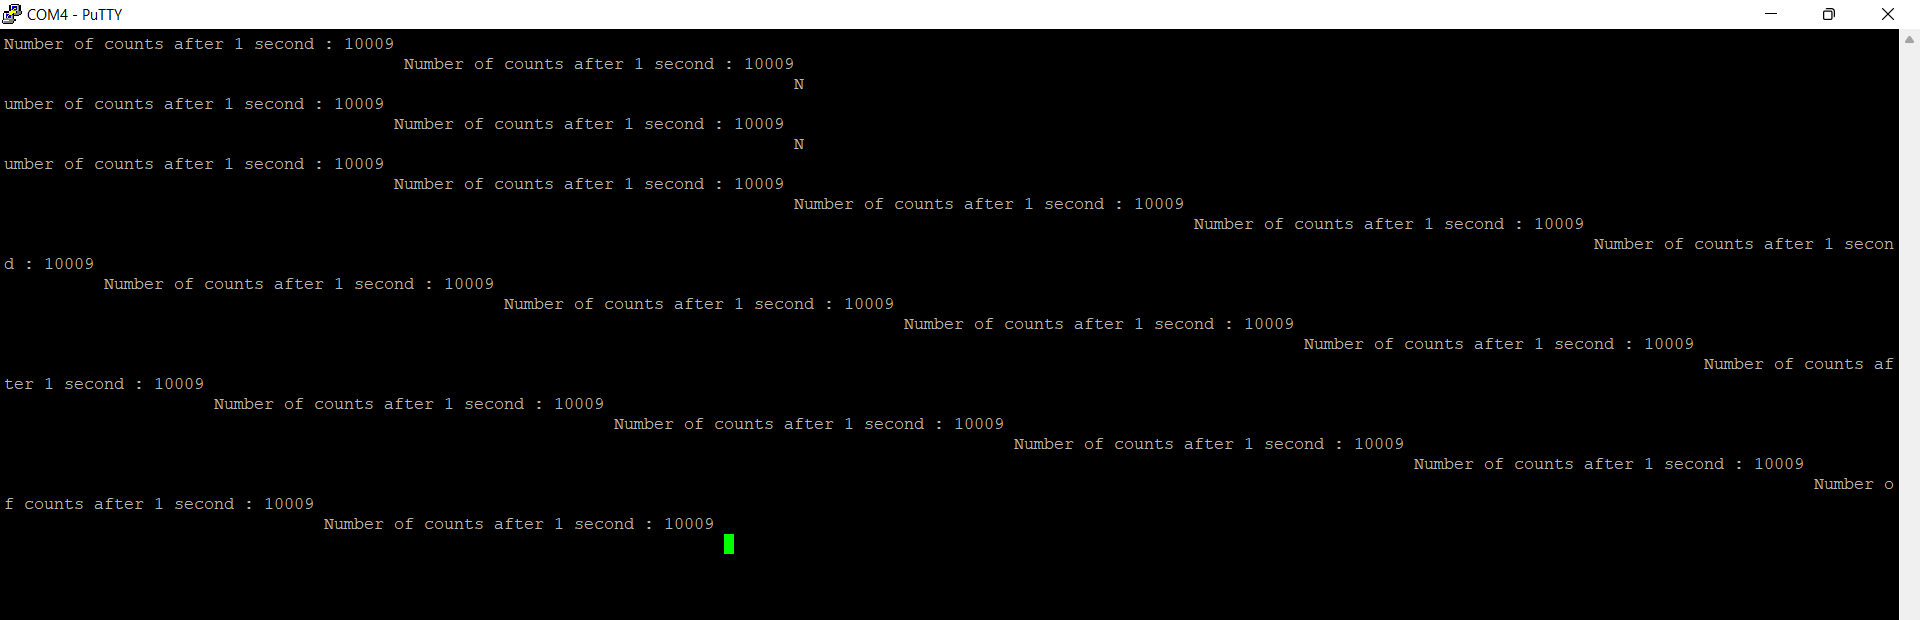 COM4 - PuTTY
Number of counts after 1 second : 10009
Number of counts after 1 second : 10009
N
umber of counts after 1 second : 10009
Number of counts after 1 second : 10009
N
umber of counts after 1 second : 10009
Number of counts after 1 second : 10009
Number of counts after 1 second : 10009
Number of counts after 1 second : 10009
Number of counts after 1 secon
d : 10009
Number of counts after 1 second : 10009
Number of counts after 1 second : 10009
Number of counts after 1 second : 10009
Number of counts after 1 second : 10009
Number of counts af
ter 1 second : 10009
Number of counts after 1 second : 10009
Number of counts after 1 second : 10009
Number of counts after 1 second : 10009
Number of counts after 1 second : 10009
Number o
f counts after 1 second : 10009
Number of counts after 1 second : 10009